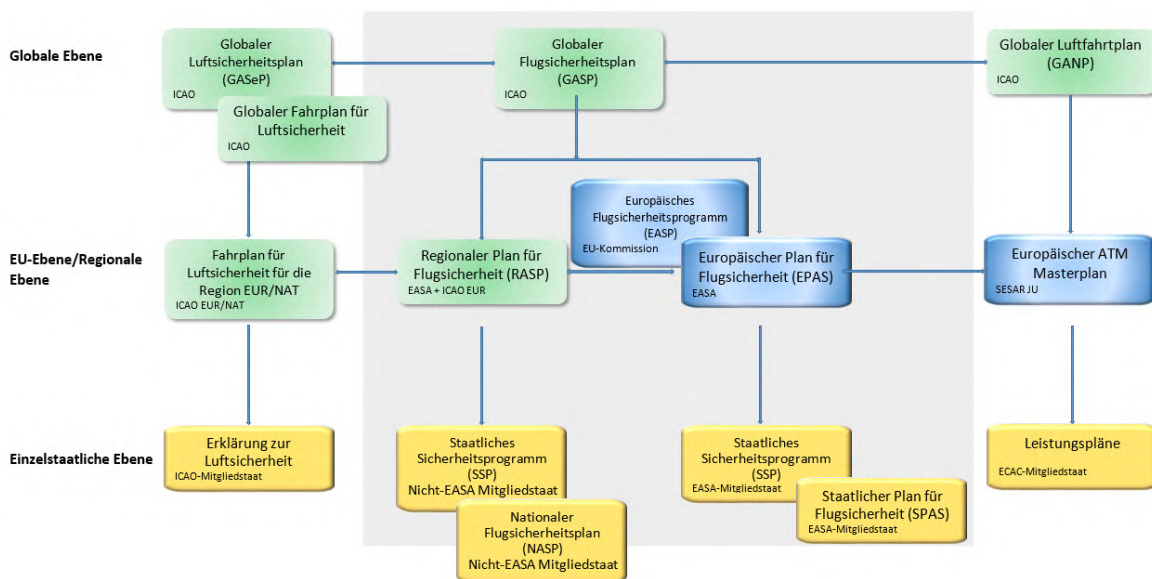 Globale Ebene
Globaler
Luftsicherheitsplan
(GASeP)
ICAO
Globaler Fahrplan für
Luftsicherheit
ICAO
Globaler
Flugsicherheitsplan
(GASP)
ICAO
Globaler Luftfahrtplan
(GANP)
ICAO
EU-Ebene/Regionale
Ebene
Fahrplan für
Luftsicherheit für die
Region EUR/NAT
ICAO EUR/NAT
Regionaler Plan für
Flugsicherheit (RASP)
EASA + ICAO EUR
Europäisches
Flugsicherheitsprogramm
(EASP)
EU-Kommission
Europäischer Plan für
Flugsicherheit (EPAS)
EASA
Europäischer ATM
Masterplan
SESAR JU
Einzelstaatliche Ebene
Erklärung zur
Luftsicherheit
ICAO-Mitgliedstaat
Staatliches
Sicherheitsprogramm
(SSP)
Nicht-EASA Mitgliedstaat
Nationaler
Flugsicherheitsplan
(NASP)
Nicht-EASA Mitgliedstaat
Staatliches
Sicherheitsprogramm
(SSP)
EASA-Mitgliedstaat
Staatlicher Plan für
Flugsicherheit (SPAS)
EASA-Mitgliedstaat
Leistungspläne
ECAC-Mitgliedstaat